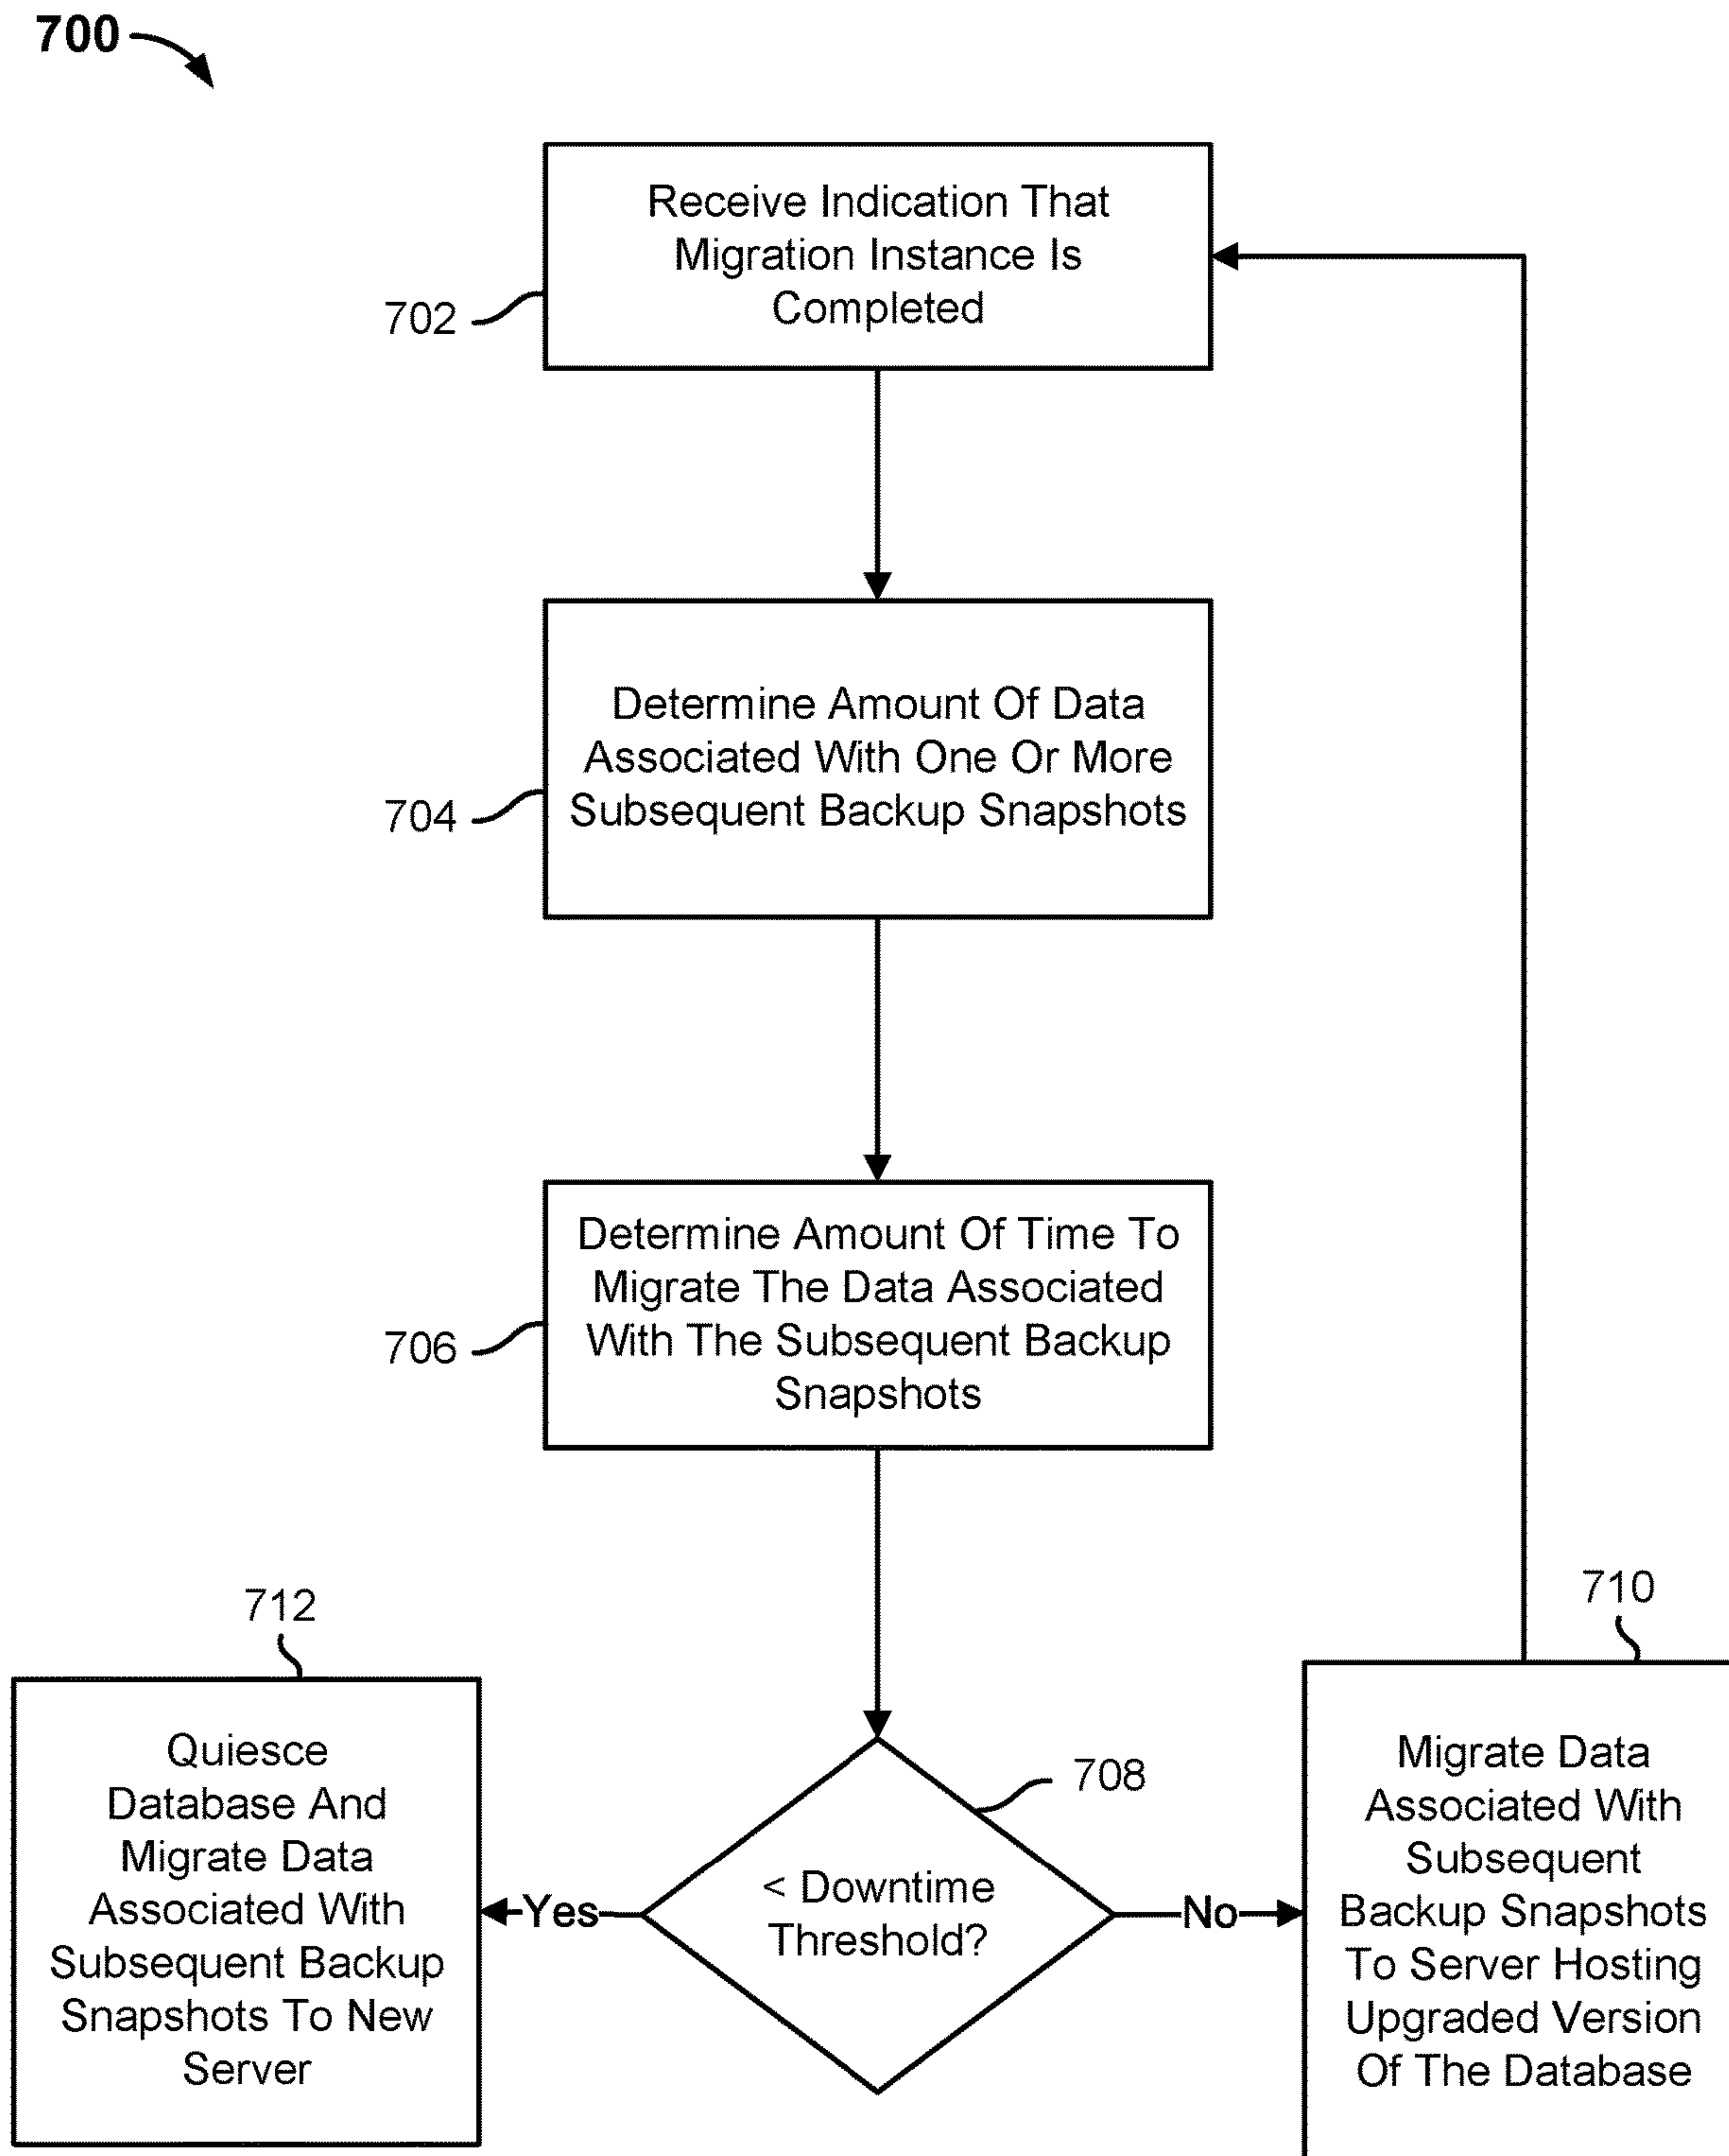 700
Receive Indication That
Migration Instance Is
Completed
702
Determine Amount Of Data
Associated With One Or More
Subsequent Backup Snapshots
704
Determine Amount Of Time To
Migrate The Data Associated
With The Subsequent Backup
Snapshots
706
708
< Downtime
Threshold?
Yes
No
712
Quiesce
Database And
Migrate Data
Associated With
Subsequent Backup
Snapshots To New
Server
710
Migrate Data
Associated With
Subsequent
Backup Snapshots
To Server Hosting
Upgraded Version
Of The Database